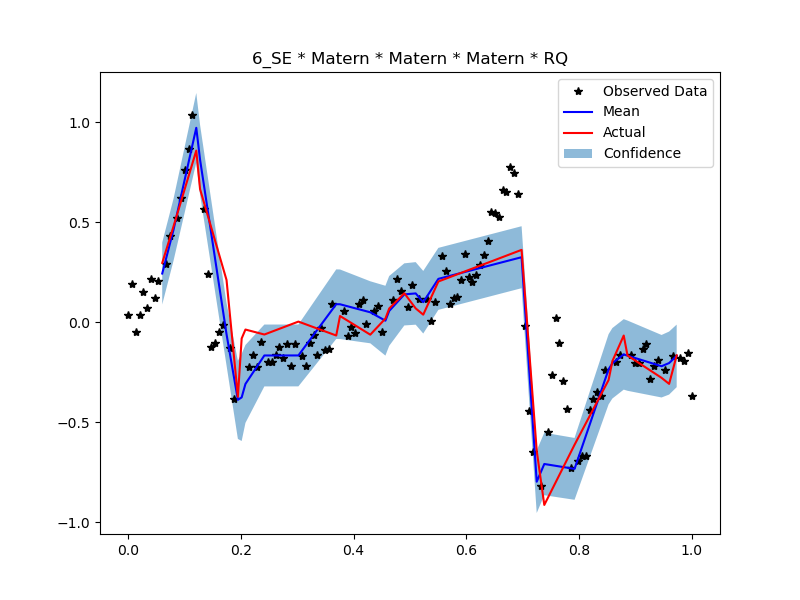 6_SE * Matern * Matern * Matern * RQ
Observed Data
Mean
Actual
Confidence
1.0
0.5
0.0
−0.5
−1.0
0.0 0.2 0.4 0.6 0.8 1.0